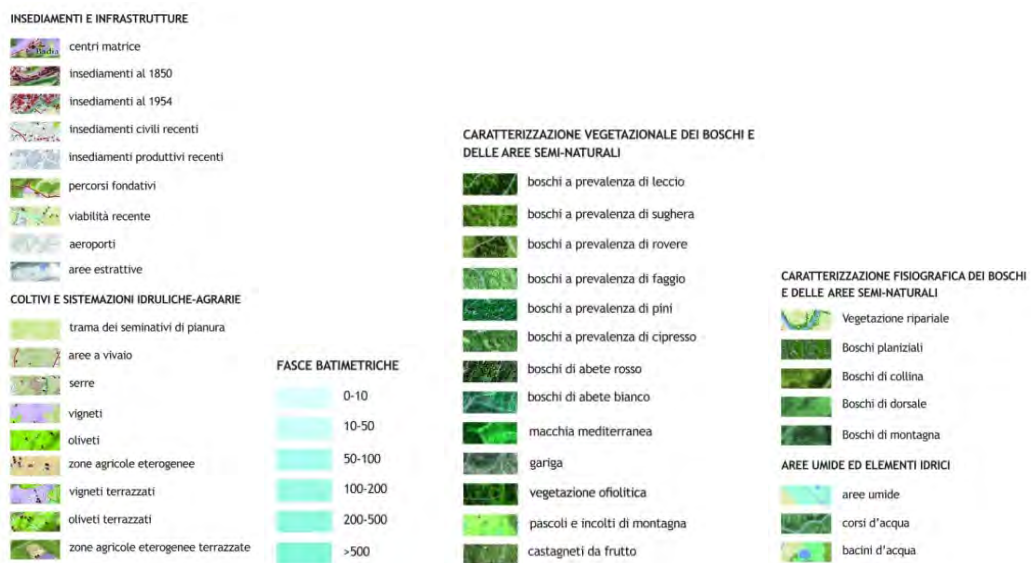 INSEDIAMENTI E INFRASTRUTTURE
Badia
centri matrice
insediamenti al 1850
insediamenti al 1954
insediamenti civili recenti
insediamenti produttivi recenti
percorsi fondativi
viabilità recente
aeroporti
aree estrattive
COLTIVI E SISTEMAZIONI IDRULICHE-AGRARIE
trama dei seminativi di pianura
aree a vivaio
serre
vigneti
oliveti
zone agricole eterogenee
vigneti terrazzati
oliveti terrazzati
zone agricole eterogenee terrazzate
FASCE BATIMETRICHE
0-10
10-50
50-100
100-200
200-500
>500
CARATTERIZZAZIONE VEGETAZIONALE DEI BOSCHI E
DELLE AREE SEMI-NATURALI
boschi a prevalenza di leccio
boschi a prevalenza di sughera
boschi a prevalenza di rovere
boschi a prevalenza di faggio
boschi a prevalenza di pini
boschi a prevalenza di cipresso
boschi di abete rosso
boschi di abete bianco
macchia mediterranea
gariga
vegetazione ofiolitica
pascoli e incolti di montagna
castagneti da frutto
CARATTERIZZAZIONE FISIOGRAFICA DEI BOSCHI
E DELLE AREE SEMI-NATURALI
Vegetazione ripariale
Boschi planiziali
Boschi di collina
Boschi di dorsale
Boschi di montagna
AREE UMIDE ED ELEMENTI IDRICI
aree umide
corsi d'acqua
bacini d'acqua